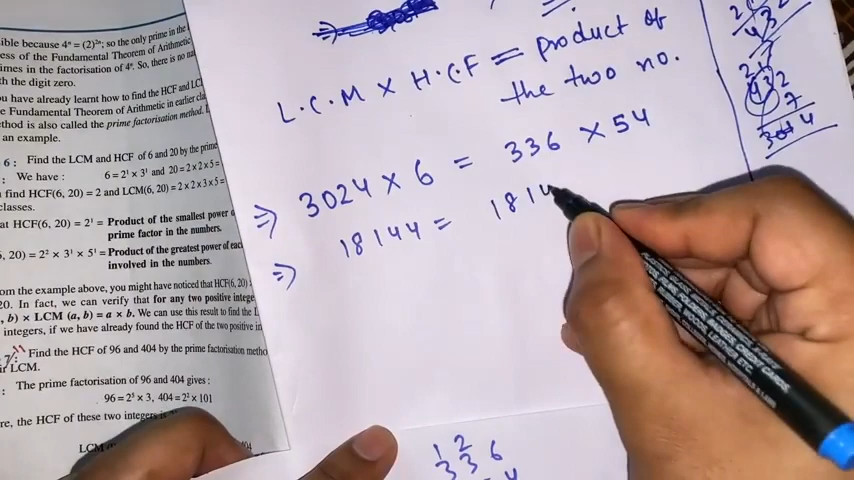 ible because 4ⁿ = (2)²ⁿ; so the only prime in the
ess of the Fundamental Theorem of Arithmetic
imes in the factorisation of 4ⁿ. So, there is no
th the digit zero.
u have already learnt how to find the HCF and LC
e Fundamental Theorem of Arithmetic in earlier
thod is also called the prime factorisation method.
an example.
6 : Find the LCM and HCF of 6 and 20 by the prime
: We have : 6 = 2¹ × 3¹ and 20 = 2 × 2 × 5 =
find HCF(6, 20) = 2 and LCM(6, 20) = 2 × 2 × 3 × 5 =
classes.
at HCF(6, 20) = 2¹ = Product of the smallest power
prime factor in the numbers.
, 20) = 2² × 3¹ × 5¹ = Product of the greatest power of each
involved in the numbers.
om the example above, you might have noticed that HCF(6, 20)
20. In fact, we can verify that for any two positive intege
, b) × LCM (a, b) = a × b. We can use this result to find the
integers, if we have already found the HCF of the two positive in
7 : Find the HCF of 96 and 404 by the prime factorisation metho
ir LCM.
: The prime factorisation of 96 and 404 gives :
96 = 2⁵ × 3, 404 = 2² × 101
re, the HCF of these two integers is
LCM
404
L.C.M × H.C.F = product of
the two no.
⇒ 3024 × 6 = 336 × 54
⇒ 18144 = 1814
1 2
336